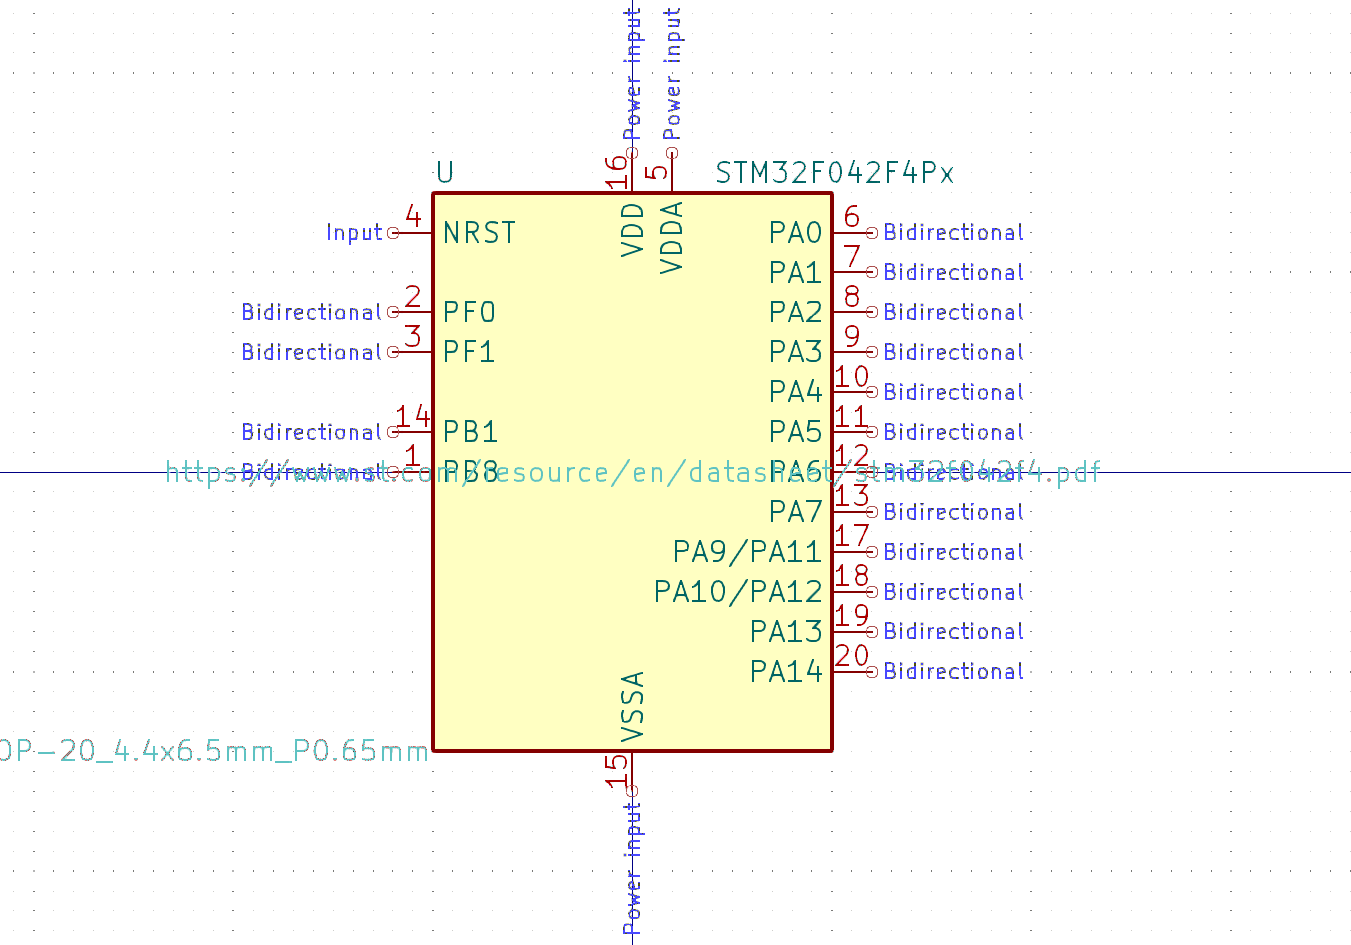 Power input
Power input
U
STM32F042F4Px
16
5
VDD
VDDA
Input 4 NRST
PA0 6 Bidirectional
PA1 7 Bidirectional
Bidirectional 2 PF0
PA2 8 Bidirectional
Bidirectional 3 PF1
PA3 9 Bidirectional
PA4 10 Bidirectional
Bidirectional 14 PB1
PA5 11 Bidirectional
Bidirectional 1 PB8
PA6 12 Bidirectional
https://www.st.com/resource/en/datasheet/stm32f042f4.pdf
PA7 13 Bidirectional
PA9/PA11 17 Bidirectional
PA10/PA12 18 Bidirectional
PA13 19 Bidirectional
PA14 20 Bidirectional
VSSA
OP-20_4.4x6.5mm_P0.65mm
15
Power input